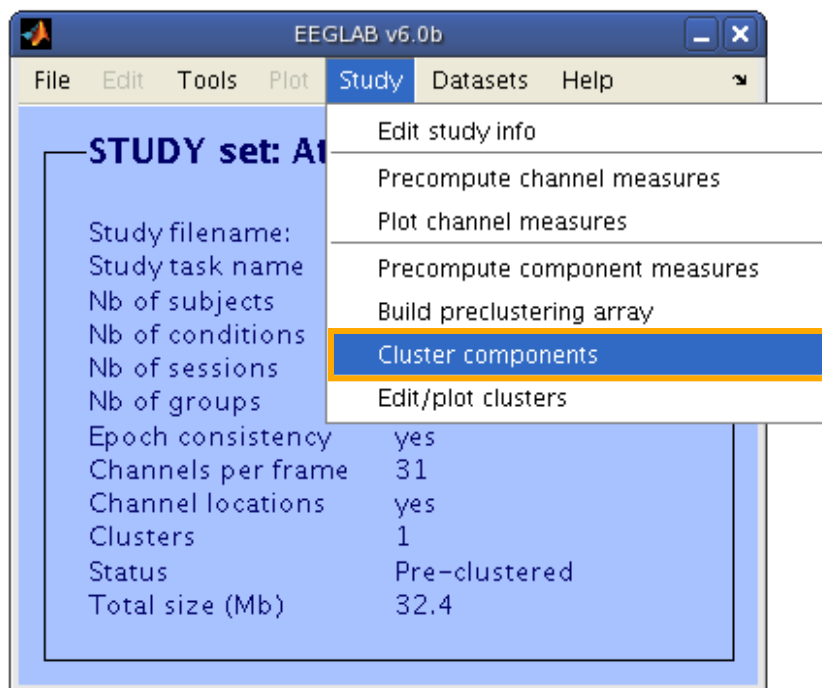 EEGLAB v6.0b
File Edit Tools Plot Study Datasets Help
Edit study info
Precompute channel measures
Plot channel measures
Precompute component measures
Build preclustering array
Cluster components
Edit/plot clusters
STUDY set: At
Study filename:
Study task name
Nb of subjects
Nb of conditions
Nb of sessions
Nb of groups
Epoch consistency yes
Channels per frame 31
Channel locations yes
Clusters 1
Status Pre-clustered
Total size (Mb) 32.4